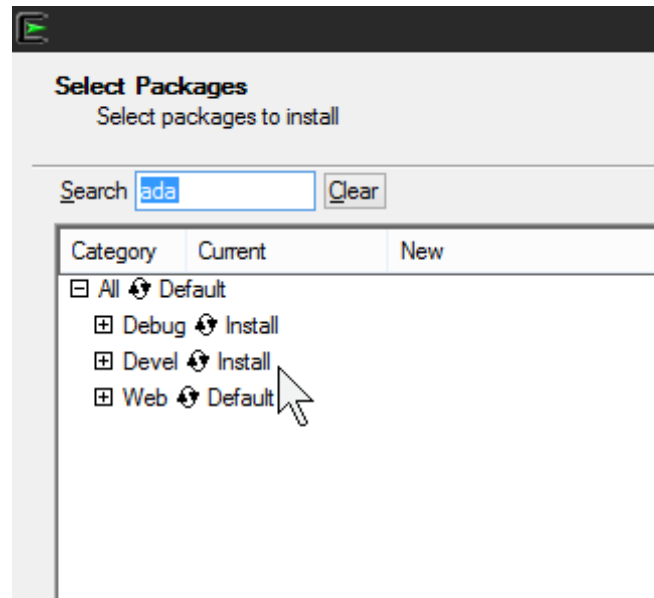 Select Packages
Select packages to install
Search ada Clear
Category Current New
All Default
Debug Install
Devel Install
Web Default